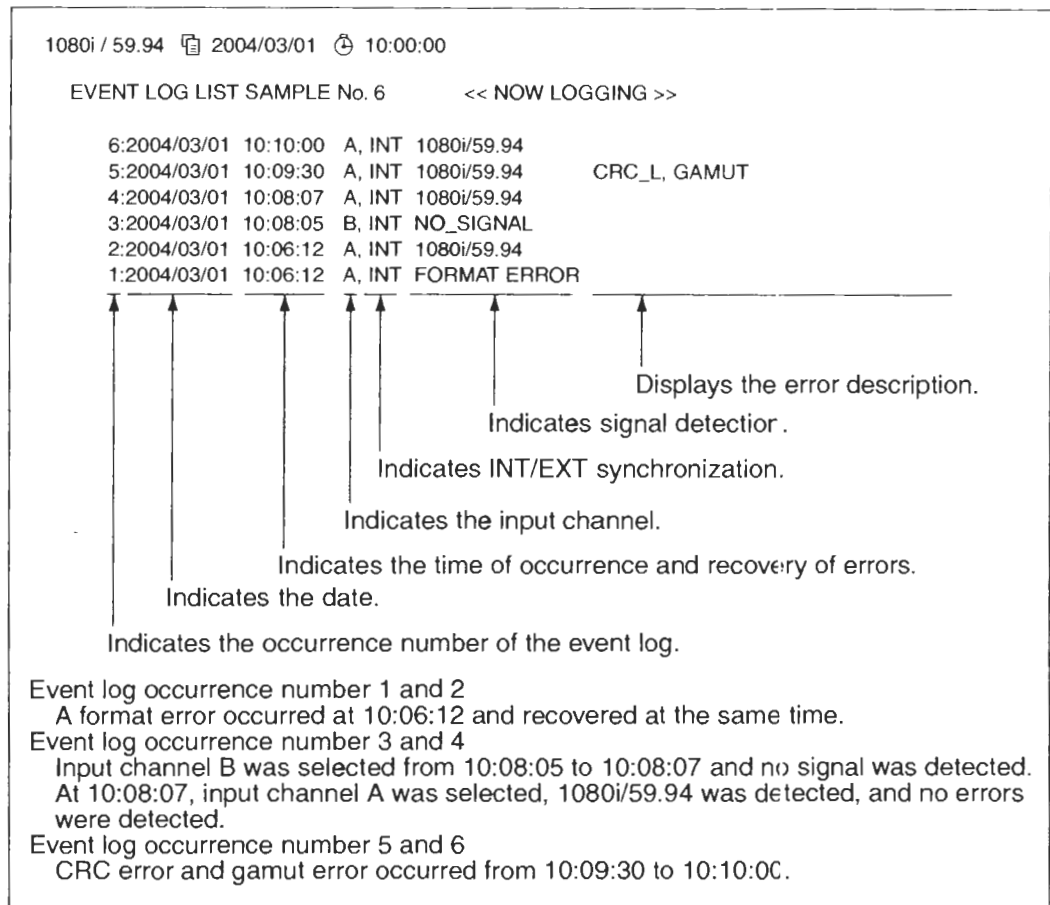 1080i / 59.94 2004/03/01 10:00:00
EVENT LOG LIST SAMPLE No. 6 << NOW LOGGING >>
6:2004/03/01 10:10:00 A, INT 1080i/59.94
5:2004/03/01 10:09:30 A, INT 1080i/59.94 CRC_L, GAMUT
4:2004/03/01 10:08:07 A, INT 1080i/59.94
3:2004/03/01 10:08:05 B, INT NO_SIGNAL
2:2004/03/01 10:06:12 A, INT 1080i/59.94
1:2004/03/01 10:06:12 A, INT FORMAT ERROR
Displays the error description.
Indicates signal detection.
Indicates INT/EXT synchronization.
Indicates the input channel.
Indicates the time of occurrence and recovery of errors.
Indicates the date.
Indicates the occurrence number of the event log.
Event log occurrence number 1 and 2
A format error occurred at 10:06:12 and recovered at the same time.
Event log occurrence number 3 and 4
Input channel B was selected from 10:08:05 to 10:08:07 and no signal was detected.
At 10:08:07, input channel A was selected, 1080i/59.94 was detected, and no errors
were detected.
Event log occurrence number 5 and 6
CRC error and gamut error occurred from 10:09:30 to 10:10:00.